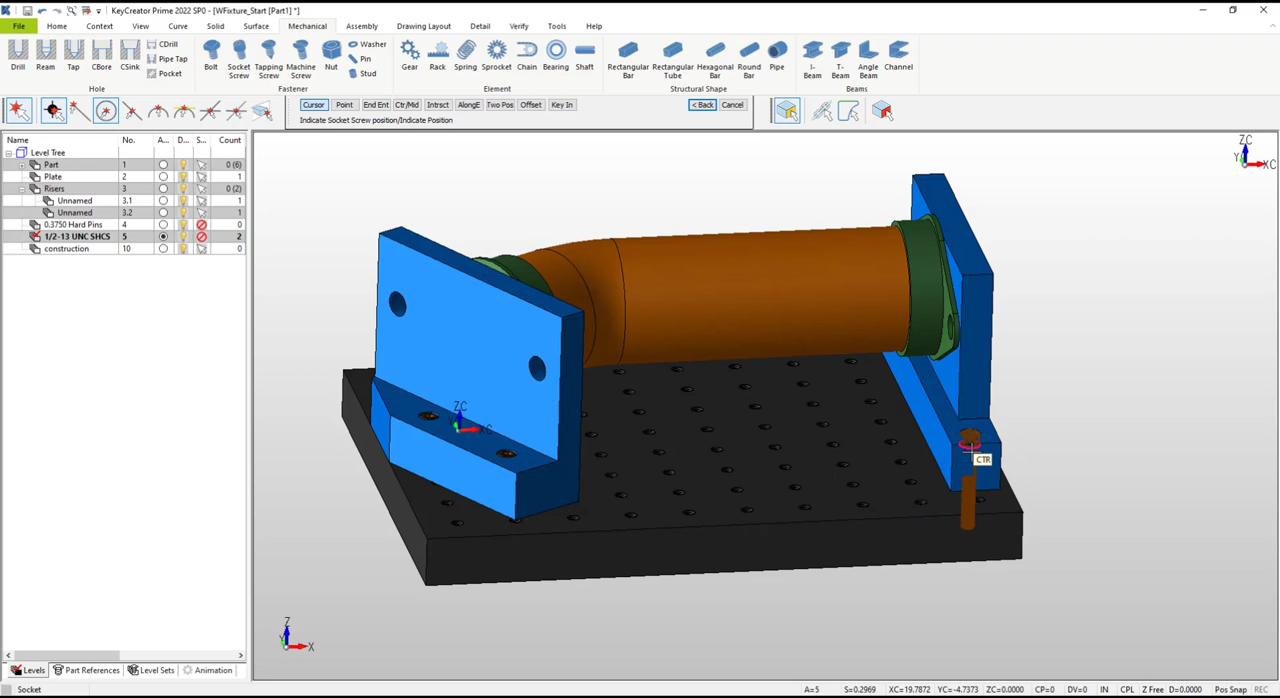 KeyCreator Prime 2022 SP0 - [WFixture_Start [Part1] *]
File Home Context Curve Solid Surface Mechanical Assembly Drawing Layout Detail Verify Tools Help
Drill Ream Tap CBore CSink CDrill Pipe Tap Pocket
Hole
Bolt Socket Screw Tapping Screw Machine Screw Nut Washer Pin Stud
Fastener
Gear Rack Spring Sprocket Chain Bearing Shaft
Element
Rectangular Bar Rectangular Tube Hexagonal Bar Round Bar Pipe
Structural Shape
I-Beam T-Beam Angle Beam Channel
Beams
Cursor Point End Ent Ctr/Mid Intrsct AlongE Two Pos Offset Key In < Back Cancel
Indicate Socket Screw position/Indicate Position
Name No. A... D... S... Count
Level Tree
Part 1 0 (6)
Plate 2 1
Risers 3 0 (2)
Unnamed 3.1 1
Unnamed 3.2 1
0.3750 Hard Pins 4 0
1/2-13 UNC SHCS 5 2
construction 10 0
ZC
XC
ZC
XC
CTR
Z
X
Levels Part References Level Sets Animation
Socket A=5 S=0.2969 XC=19.7872 YC=-4.7373 ZC=0.0000 CP=0 DV=0 IN CPL Z Free D=0.0000 Pos Snap REC